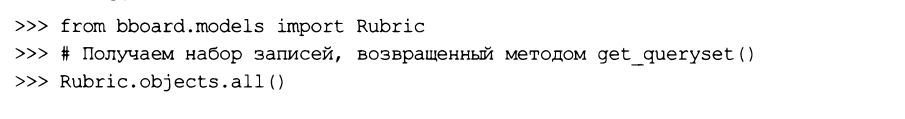 >>> from bboard.models import Rubric
>>> # Получаем набор записей, возвращенный методом get_queryset()
>>> Rubric.objects.all()